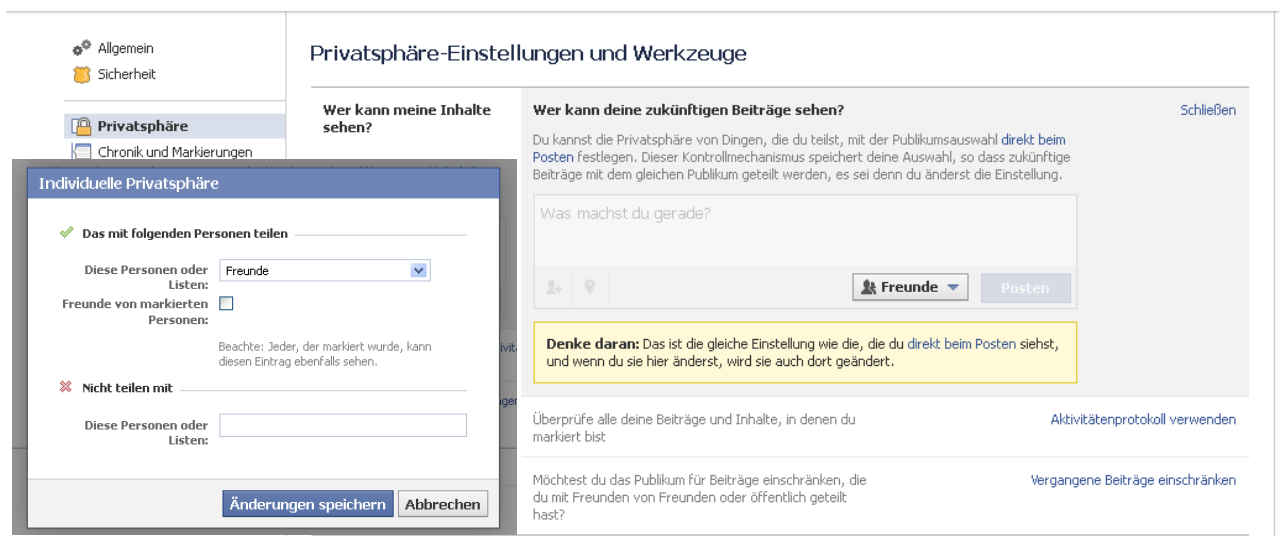 Allgemein
Sicherheit
Privatsphäre
Chronik und Markierungen
Privatsphäre-Einstellungen und Werkzeuge
Wer kann meine Inhalte
sehen?
Wer kann deine zukünftigen Beiträge sehen?
Schließen
Du kannst die Privatsphäre von Dingen, die du teilst, mit der Publikumsauswahl direkt beim
Posten festlegen. Dieser Kontrollmechanismus speichert deine Auswahl, so dass zukünftige
Beiträge mit dem gleichen Publikum geteilt werden, es sei denn du änderst die Einstellung.
Was machst du gerade?
Freunde
Posten
Denke daran: Das ist die gleiche Einstellung wie die, die du direkt beim Posten siehst,
und wenn du sie hier änderst, wird sie auch dort geändert.
Überprüfe alle deine Beiträge und Inhalte, in denen du
markiert bist
Aktivitätenprotokoll verwenden
Möchtest du das Publikum für Beiträge einschränken, die
du mit Freunden von Freunden oder öffentlich geteilt
hast?
Vergangene Beiträge einschränken
Individuelle Privatsphäre
Das mit folgenden Personen teilen
Diese Personen oder
Listen:
Freunde
Freunde von markierten
Personen:
Beachte: Jeder, der markiert wurde, kann
diesen Eintrag ebenfalls sehen.
Nicht teilen mit
Diese Personen oder
Listen:
Änderungen speichern
Abbrechen